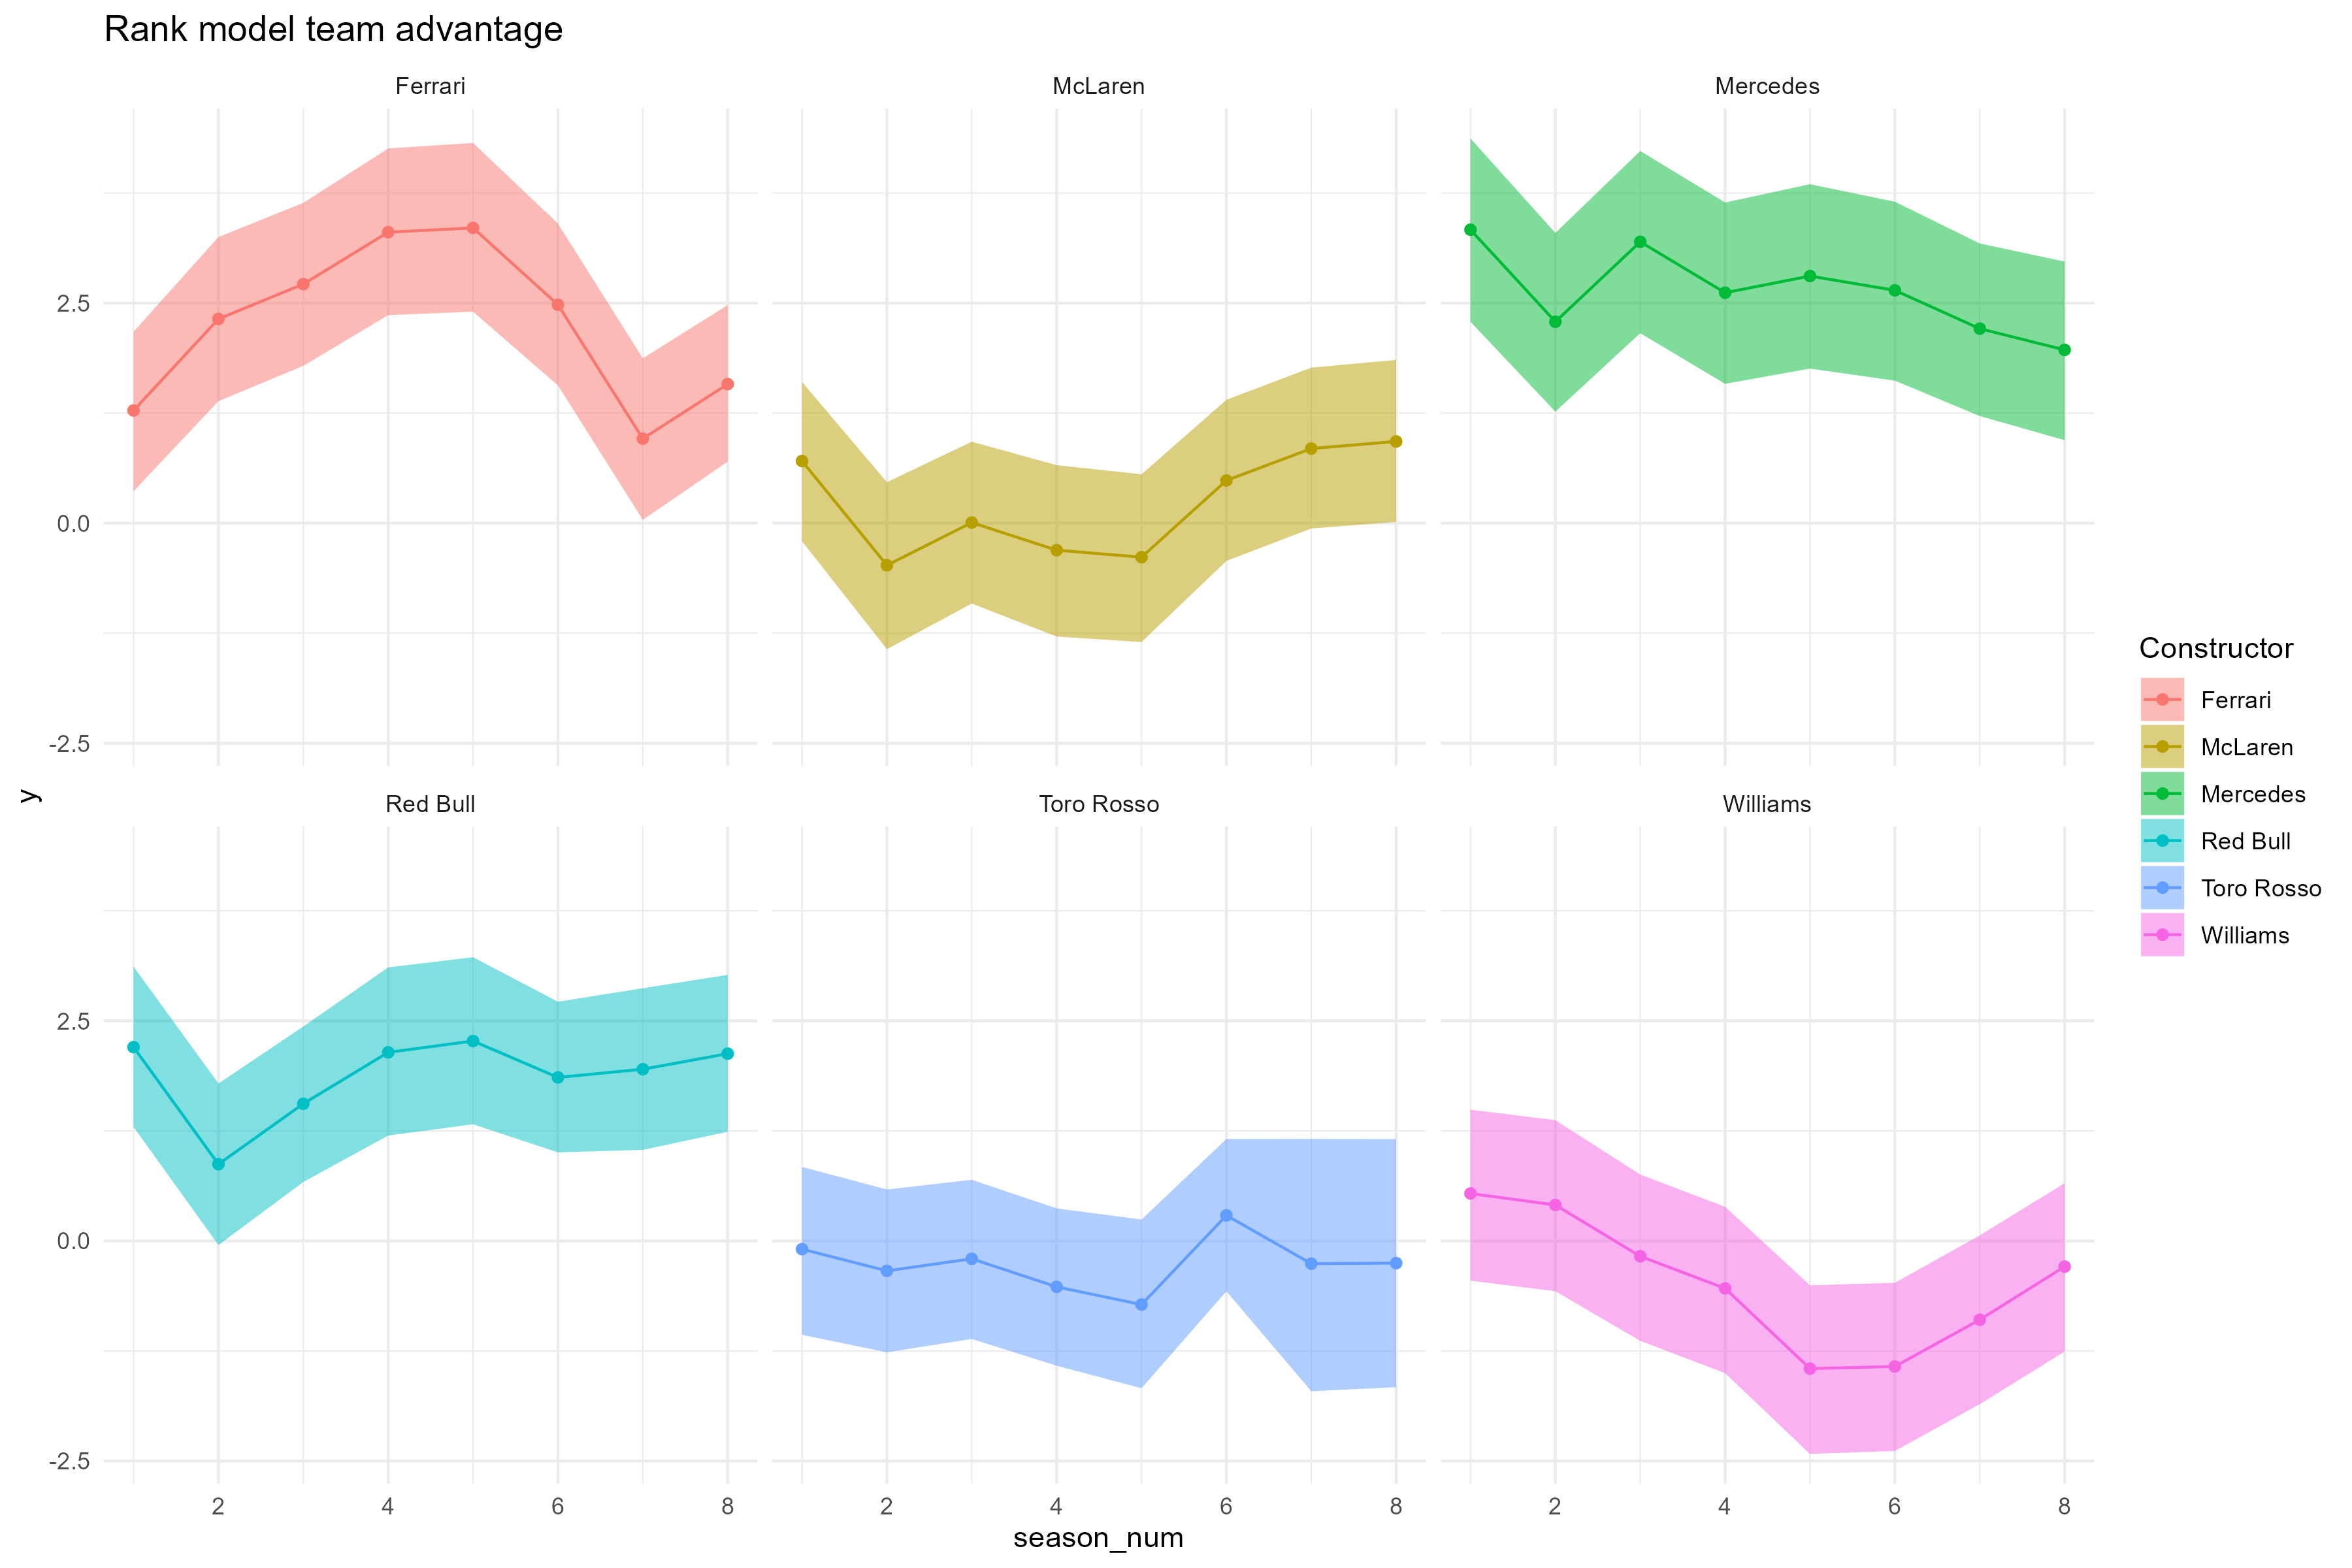 Rank model team advantage
Ferrari
McLaren
Mercedes
2.5
0.0
-2.5
y
Red Bull
Toro Rosso
Williams
2.5
0.0
-2.5
2 4 6 8
2 4 6 8
2 4 6 8
season_num
Constructor
Ferrari
McLaren
Mercedes
Red Bull
Toro Rosso
Williams